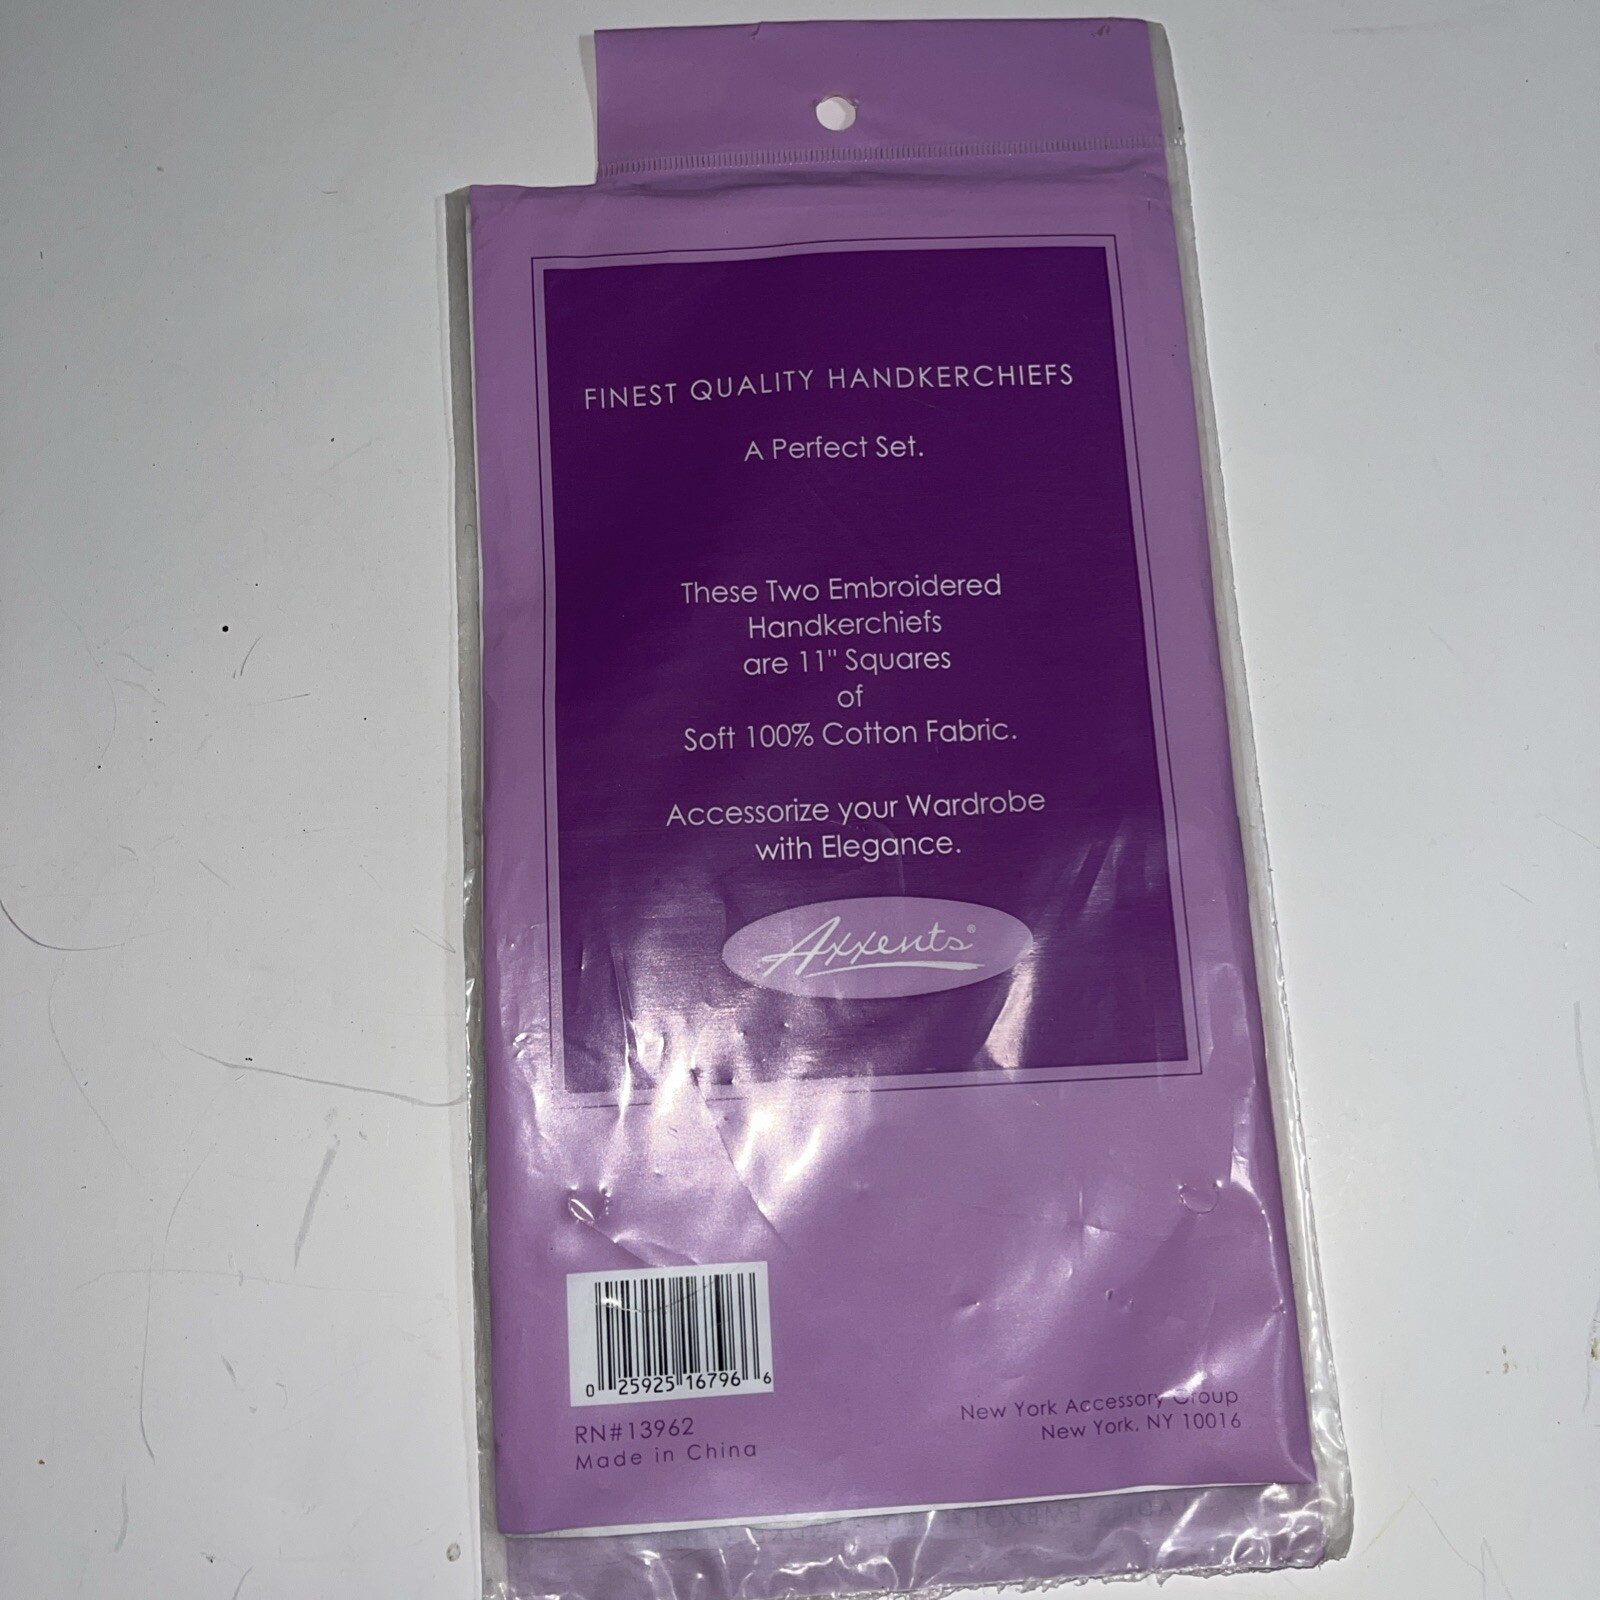 FINEST QUALITY HANDKERCHIEFS
A Perfect Set.
These Two Embroidered
Handkerchiefs
are 11" Squares
of
Soft 100% Cotton Fabric.
Accessorize your Wardrobe
with Elegance.
Axxents®
0 25925 16796 6
RN#13962
Made in China
New York Accessory Group
New York, NY 10016